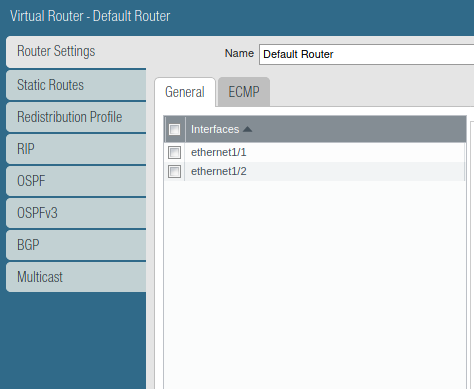 Virtual Router - Default Router
Router Settings
Static Routes
Redistribution Profile
RIP
OSPF
OSPFv3
BGP
Multicast
Name Default Router
General ECMP
Interfaces
ethernet1/1
ethernet1/2